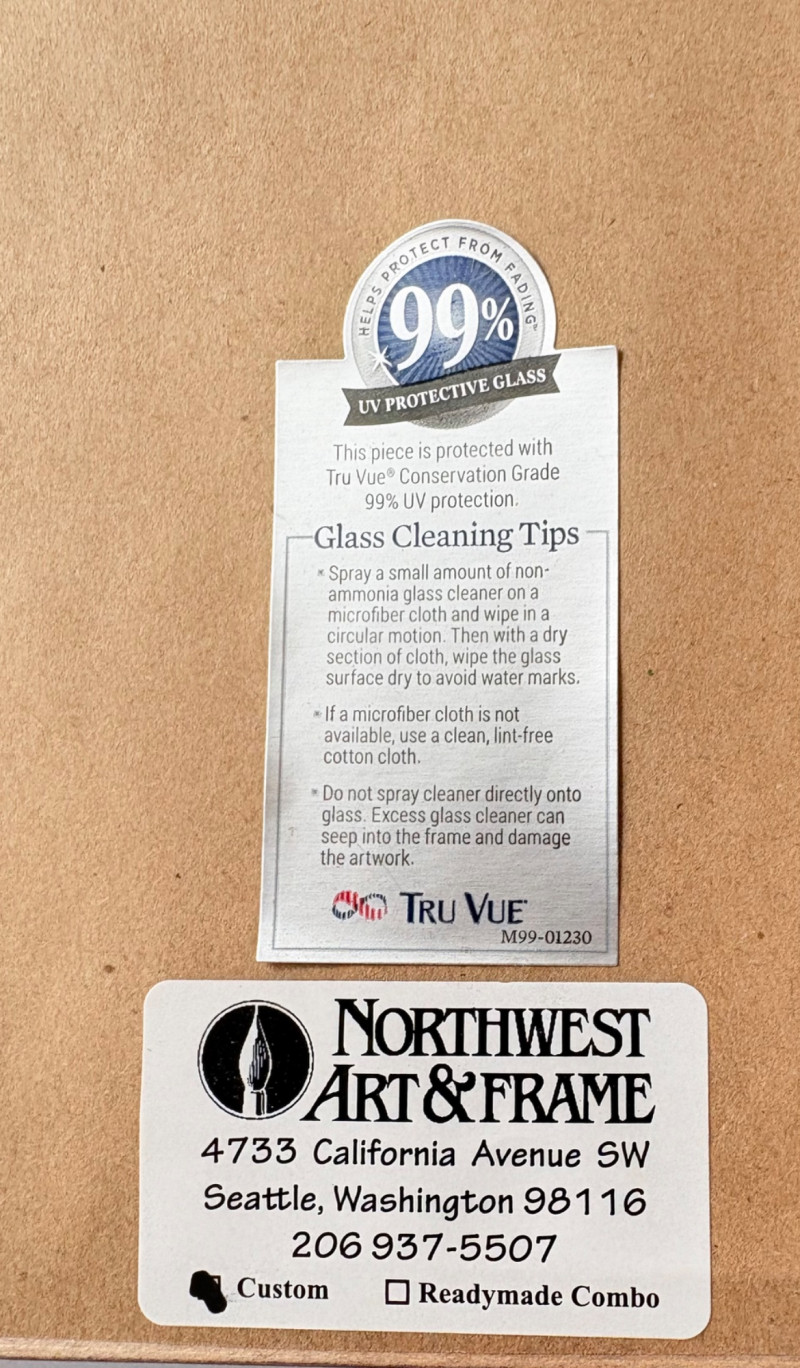 HELPS PROTECT FROM FADING™
99%
UV PROTECTIVE GLASS
This piece is protected with
Tru Vue® Conservation Grade
99% UV protection.
Glass Cleaning Tips
* Spray a small amount of non-
ammonia glass cleaner on a
microfiber cloth and wipe in a
circular motion. Then with a dry
section of cloth, wipe the glass
surface dry to avoid water marks.
* If a microfiber cloth is not
available, use a clean, lint-free
cotton cloth.
* Do not spray cleaner directly onto
glass. Excess glass cleaner can
seep into the frame and damage
the artwork.
TRU VUE®
M99-01230
NORTHWEST
ART & FRAME
4733 California Avenue SW
Seattle, Washington 98116
206 937-5507
Custom Readymade Combo